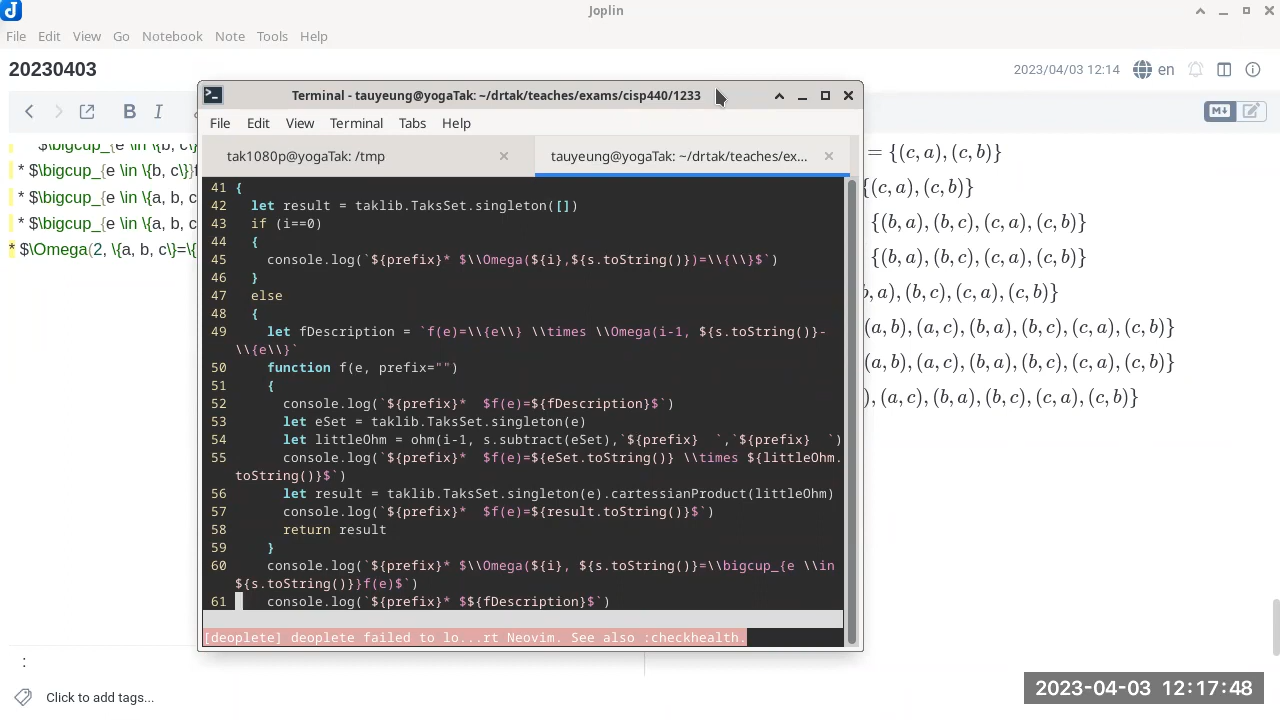 Joplin
File Edit View Go Notebook Note Tools Help
20230403
2023/04/03 12:14 en
B I
$\bigcup_{e \in \{b, c\}
* $\bigcup_{e \in \{b, c\}}f
* $\bigcup_{e \in \{a, b, c
* $\bigcup_{e \in \{a, b, c
* $\Omega(2, \{a, b, c\}=\{
Terminal - tauyeung@yogaTak: ~/drtak/teaches/exams/cisp440/1233
File Edit View Terminal Tabs Help
tak1080p@yogaTak: /tmp
tauyeung@yogaTak: ~/drtak/teaches/ex...
41 {
42   let result = taklib.TaksSet.singleton([])
43   if (i==0)
44   {
45     console.log(`${prefix}* $\\Omega(${i},${s.toString()})=\\{\\}$`)
46   }
47   else
48   {
49     let fDescription = `f(e)=\\{e\\} \\times \\Omega(i-1, ${s.toString()}-
\\{e\\}`
50     function f(e, prefix="")
51     {
52       console.log(`${prefix}*  $f(e)=${fDescription}$`)
53       let eSet = taklib.TaksSet.singleton(e)
54       let littleOhm = ohm(i-1, s.subtract(eSet),`${prefix}  `,`${prefix}  `)
55       console.log(`${prefix}*  $f(e)=${eSet.toString()} \\times ${littleOhm.
toString()}$`)
56       let result = taklib.TaksSet.singleton(e).cartessianProduct(littleOhm)
57       console.log(`${prefix}*  $f(e)=${result.toString()}$`)
58       return result
59     }
60     console.log(`${prefix}* $\\Omega(${i}, ${s.toString()}=\\bigcup_{e \\in
${s.toString()}}f(e)$`)
61     console.log(`${prefix}* $${fDescription}$`)
[deoplete] deoplete failed to lo...rt Neovim. See also :checkhealth.
= {(c, a), (c, b)}
{(c, a), (c, b)}
{(b, a), (b, c), (c, a), (c, b)}
{(b, a), (b, c), (c, a), (c, b)}
b, a), (b, c), (c, a), (c, b)}
(a, b), (a, c), (b, a), (b, c), (c, a), (c, b)}
(a, b), (a, c), (b, a), (b, c), (c, a), (c, b)}
), (a, c), (b, a), (b, c), (c, a), (c, b)}
:
Click to add tags...
2023-04-03 12:17:48